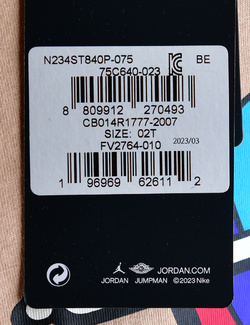 N234ST840P-075 BE
75C640-023
8 809912 270493
CB014R1777-2007
SIZE: 02T 2023/03
FV2764-010
1 96969 62611 2
JORDAN.COM
JORDAN JUMPMAN ©2023 Nike